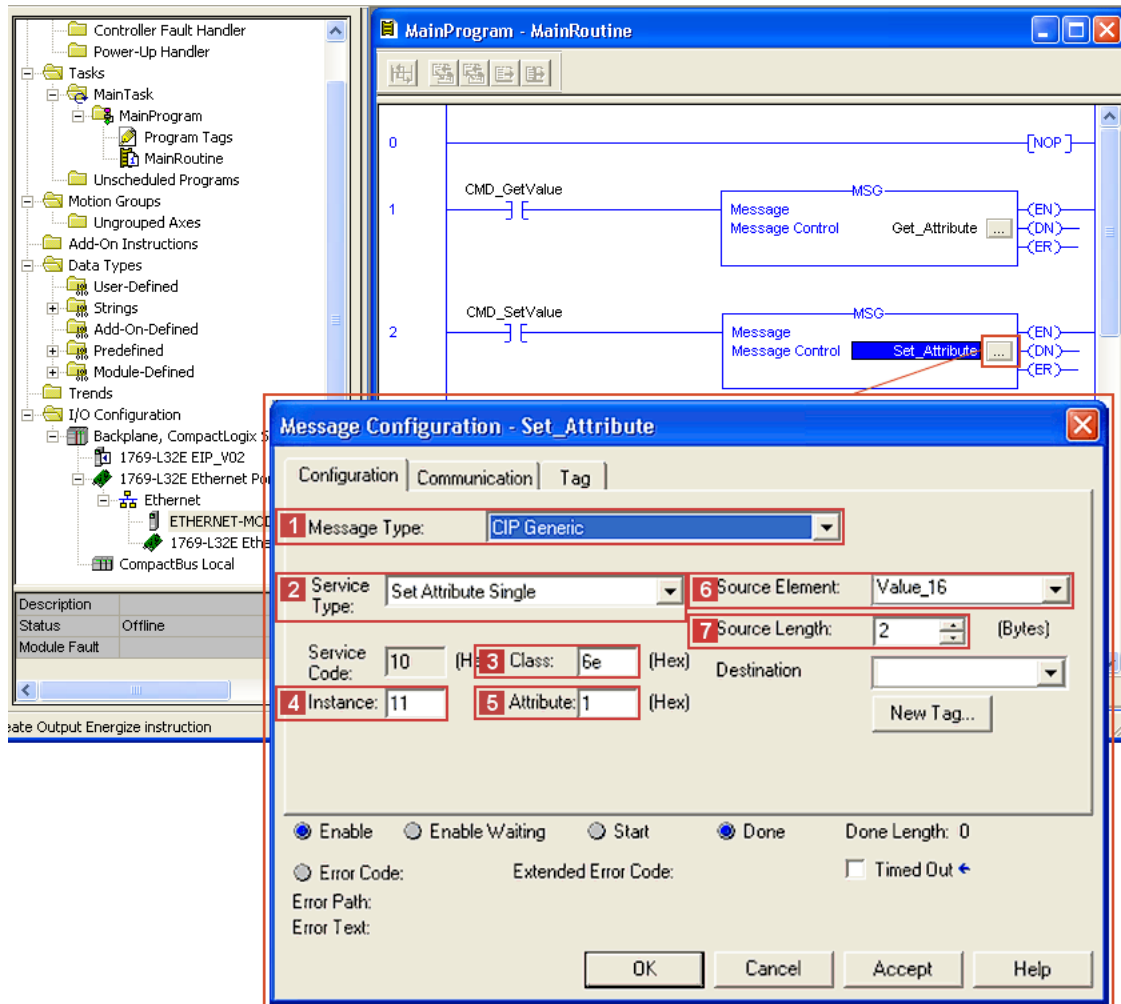 Controller Fault Handler
Power-Up Handler
Tasks
MainTask
MainProgram
Program Tags
MainRoutine
Unscheduled Programs
Motion Groups
Ungrouped Axes
Add-On Instructions
Data Types
User-Defined
Strings
Add-On-Defined
Predefined
Module-Defined
Trends
I/O Configuration
Backplane, CompactLogix S
1769-L32E EIP_V02
1769-L32E Ethernet Por
Ethernet
ETHERNET-MOD
1769-L32E Ethe
CompactBus Local
Description
Status Offline
Module Fault
eate Output Energize instruction
MainProgram - MainRoutine
0
NOP
1
CMD_GetValue
MSG
Message
Message Control Get_Attribute ...
EN
DN
ER
2
CMD_SetValue
MSG
Message
Message Control Set_Attribute ...
EN
DN
ER
Message Configuration - Set_Attribute
Configuration Communication Tag
1 Message Type: CIP Generic
2 Service Type: Set Attribute Single
6 Source Element: Value_16
7 Source Length: 2 (Bytes)
Service Code: 10 (He
3 Class: 6e (Hex)
Destination
4 Instance: 11
5 Attribute: 1 (Hex)
New Tag...
Enable Enable Waiting Start Done Done Length: 0
Error Code: Extended Error Code: Timed Out
Error Path:
Error Text:
OK Cancel Accept Help